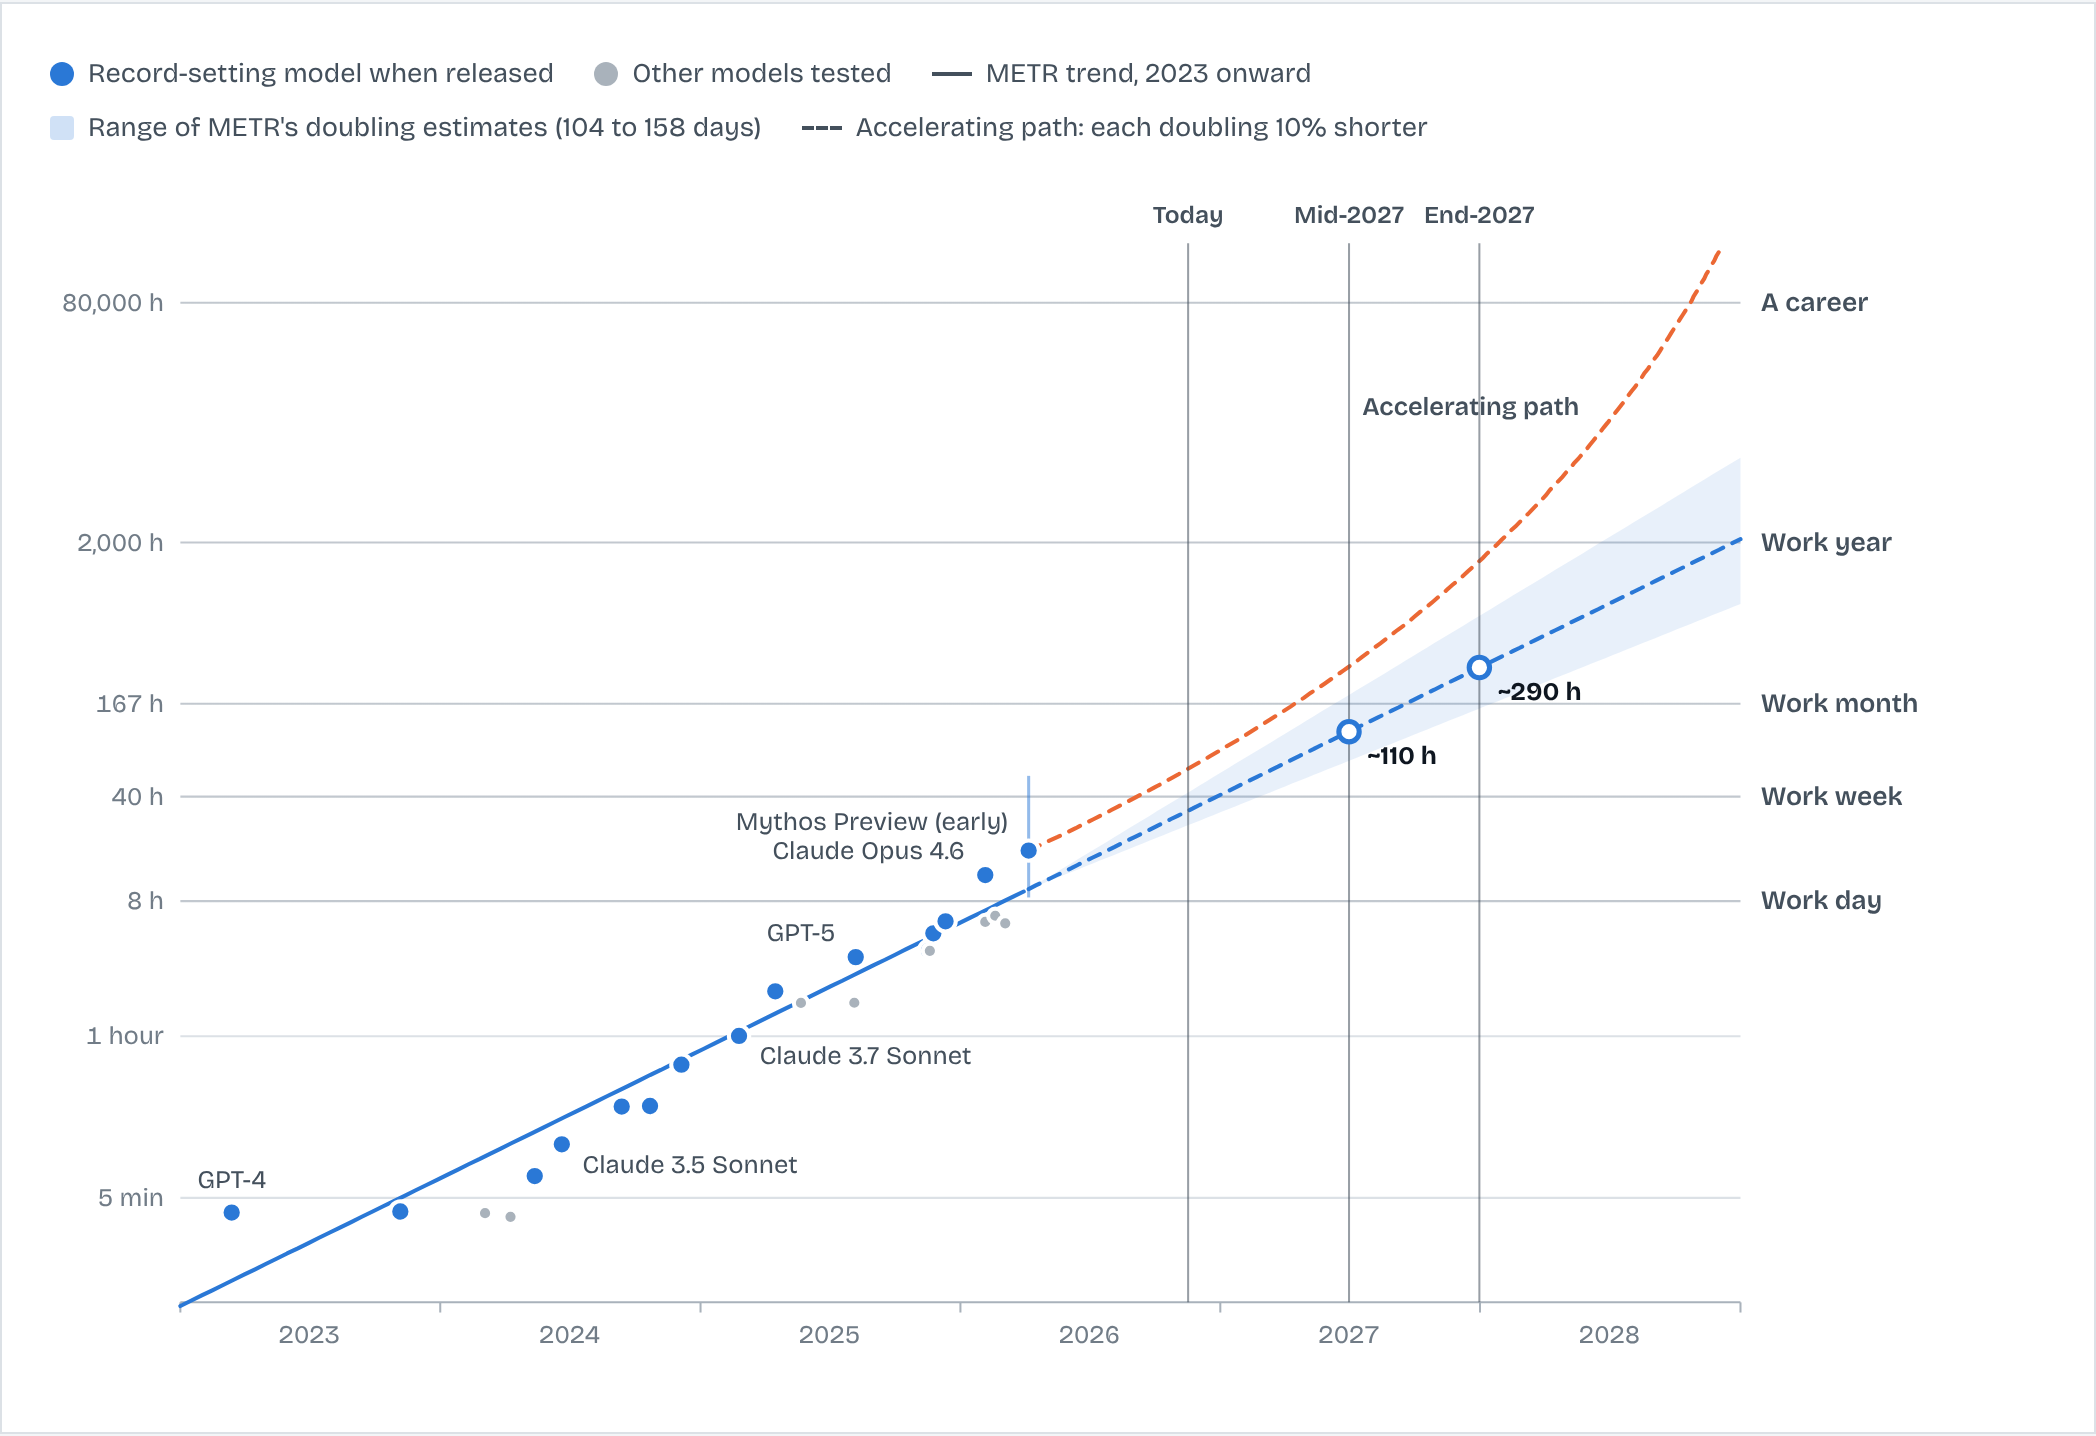 Record-setting model when released
Other models tested
METR trend, 2023 onward
Range of METR's doubling estimates (104 to 158 days)
Accelerating path: each doubling 10% shorter
Today
Mid-2027
End-2027
80,000 h
A career
Accelerating path
2,000 h
Work year
~290 h
167 h
Work month
~110 h
40 h
Work week
Mythos Preview (early)
Claude Opus 4.6
8 h
Work day
GPT-5
1 hour
Claude 3.7 Sonnet
Claude 3.5 Sonnet
GPT-4
5 min
2023
2024
2025
2026
2027
2028